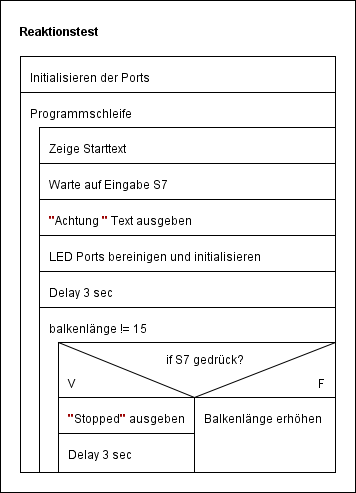 Reaktionstest
Initialisieren der Ports
Programmschleife
Zeige Starttext
Warte auf Eingabe S7
"Achtung " Text ausgeben
LED Ports bereinigen und initialisieren
Delay 3 sec
balkenlänge != 15
if S7 gedrück?
V F
"Stopped" ausgeben
Balkenlänge erhöhen
Delay 3 sec